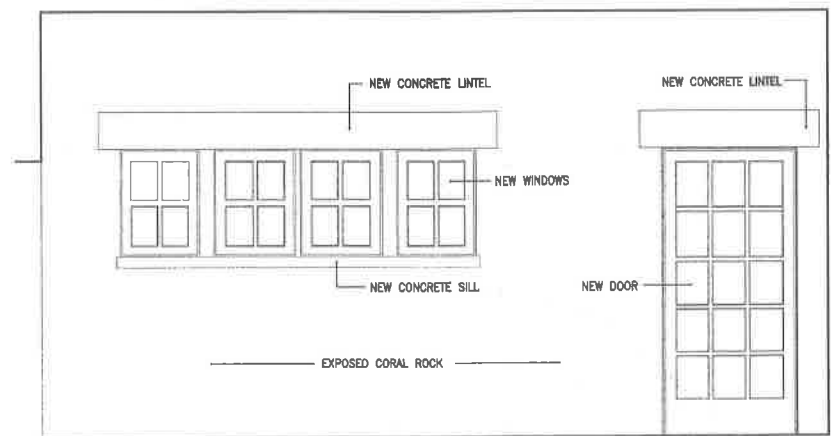 NEW CONCRETE LINTEL
NEW CONCRETE LINTEL
NEW WINDOWS
NEW CONCRETE SILL
NEW DOOR
EXPOSED CORAL ROCK